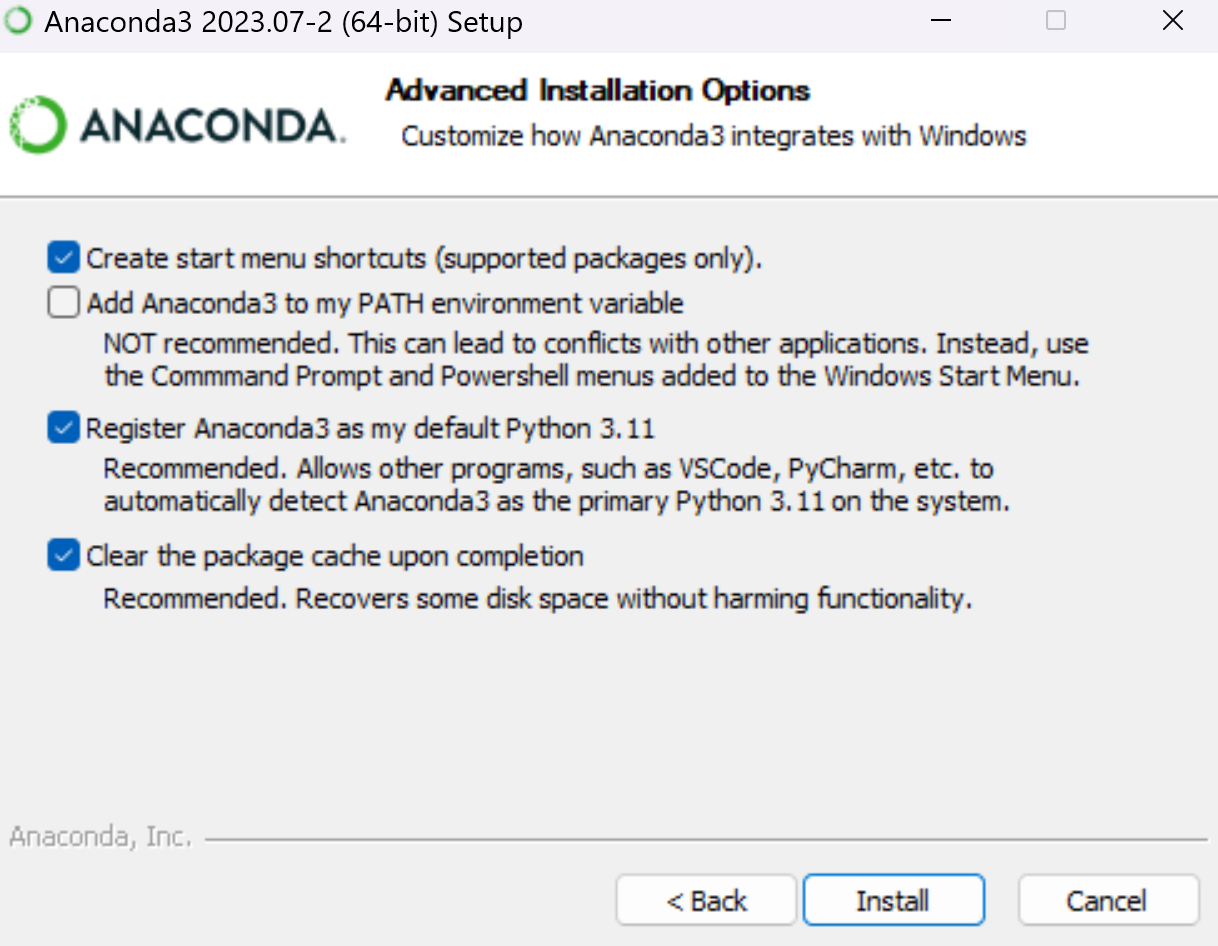 Anaconda3 2023.07-2 (64-bit) Setup
ANACONDA.
Advanced Installation Options
Customize how Anaconda3 integrates with Windows
Create start menu shortcuts (supported packages only).
Add Anaconda3 to my PATH environment variable
NOT recommended. This can lead to conflicts with other applications. Instead, use
the Commmand Prompt and Powershell menus added to the Windows Start Menu.
Register Anaconda3 as my default Python 3.11
Recommended. Allows other programs, such as VSCode, PyCharm, etc. to
automatically detect Anaconda3 as the primary Python 3.11 on the system.
Clear the package cache upon completion
Recommended. Recovers some disk space without harming functionality.
Anaconda, Inc.
< Back
Install
Cancel